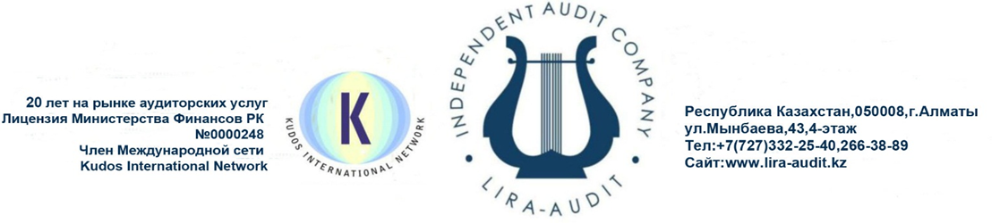 20 лет на рынке аудиторских услуг
Лицензия Министерства Финансов РК
№0000248
Член Международной сети
Kudos International Network
K
KUDOS INTERNATIONAL NETWORK
INDEPENDENT AUDIT COMPANY
• LIRA-AUDIT •
Республика Казахстан,050008,г.Алматы
ул.Мынбаева,43,4-этаж
Тел:+7(727)332-25-40,266-38-89
Сайт:www.lira-audit.kz